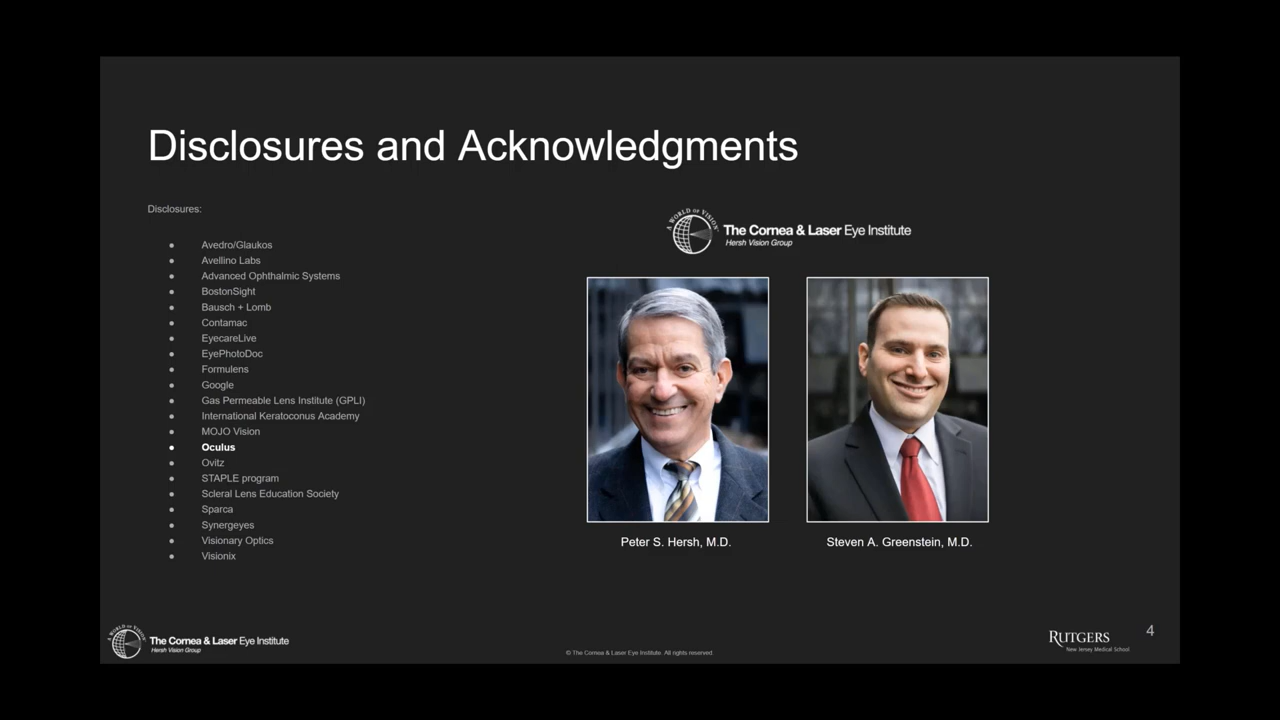 Disclosures and Acknowledgments
Disclosures:
● Avedro/Glaukos
● Avellino Labs
● Advanced Ophthalmic Systems
● BostonSight
● Bausch + Lomb
● Contamac
● EyecareLive
● EyePhotoDoc
● Formulens
● Google
● Gas Permeable Lens Institute (GPLI)
● International Keratoconus Academy
● MOJO Vision
● Oculus
● Ovitz
● STAPLE program
● Scleral Lens Education Society
● Sparca
● Synergeyes
● Visionary Optics
● Visionix
A WORLD OF VISION
The Cornea & Laser Eye Institute
Hersh Vision Group
Peter S. Hersh, M.D.
Steven A. Greenstein, M.D.
A WORLD OF VISION
The Cornea & Laser Eye Institute
Hersh Vision Group
© The Cornea & Laser Eye Institute. All rights reserved
RUTGERS
New Jersey Medical School
4